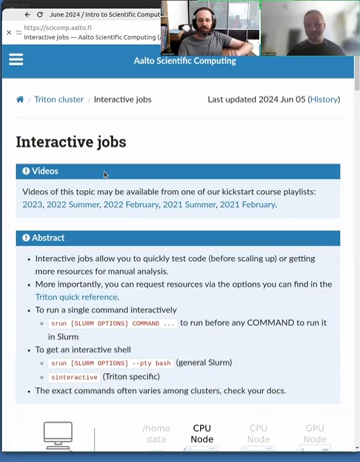 June 2024 / Intro to Scientific Comput
https://scicomp.aalto.fi
Interactive jobs — Aalto Scientific Computing
Aalto Scientific Computing
/ Triton cluster / Interactive jobs
Last updated 2024 Jun 05 (History)
Interactive jobs
Videos
Videos of this topic may be available from one of our kickstart course playlists:
2023, 2022 Summer, 2022 February, 2021 Summer, 2021 February.
Abstract
• Interactive jobs allow you to quickly test code (before scaling up) or getting
more resources for manual analysis.
• More importantly, you can request resources via the options you can find in the
Triton quick reference.
• To run a single command interactively
srun [SLURM OPTIONS] COMMAND ... to run before any COMMAND to run it
in Slurm
• To get an interactive shell
srun [SLURM OPTIONS] --pty bash (general Slurm)
sinteractive (Triton specific)
• The exact commands often varies among clusters, check your docs.
/home
data
CPU
Node
CPU
Node
GPU
Node